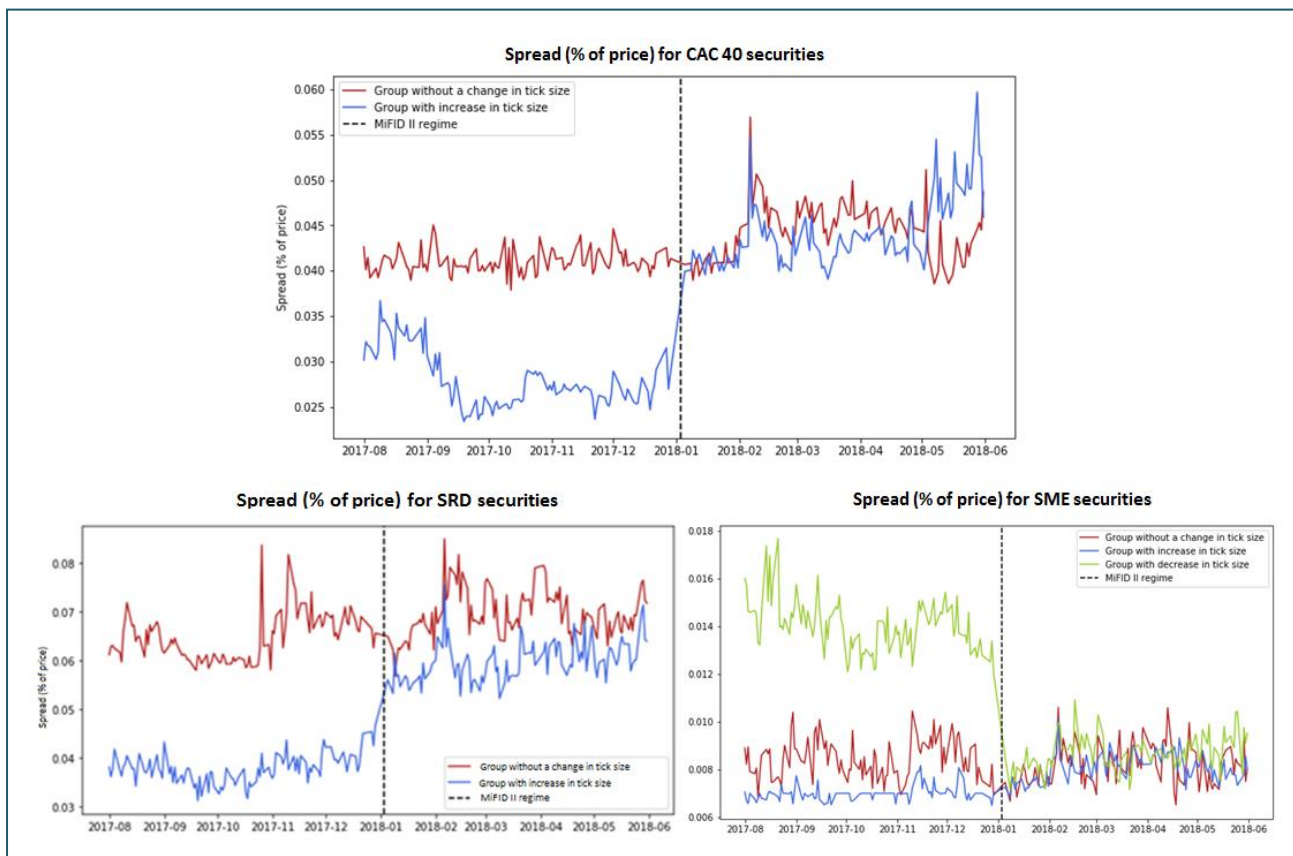 Spread (% of price) for CAC 40 securities
Group without a change in tick size
Group with increase in tick size
MiFID II regime
Spread (% of price)
0.060
0.055
0.050
0.045
0.040
0.035
0.030
0.025
2017-08 2017-09 2017-10 2017-11 2017-12 2018-01 2018-02 2018-03 2018-04 2018-05 2018-06
Spread (% of price) for SRD securities
Spread (% of price)
0.08
0.07
0.06
0.05
0.04
0.03
Group without a change in tick size
Group with increase in tick size
MiFID II regime
2017-08 2017-09 2017-10 2017-11 2017-12 2018-01 2018-02 2018-03 2018-04 2018-05 2018-06
Spread (% of price) for SME securities
0.018
0.016
0.014
0.012
0.010
0.008
0.006
Group without a change in tick size
Group with increase in tick size
Group with decrease in tick size
MiFID II regime
2017-08 2017-09 2017-10 2017-11 2017-12 2018-01 2018-02 2018-03 2018-04 2018-05 2018-06